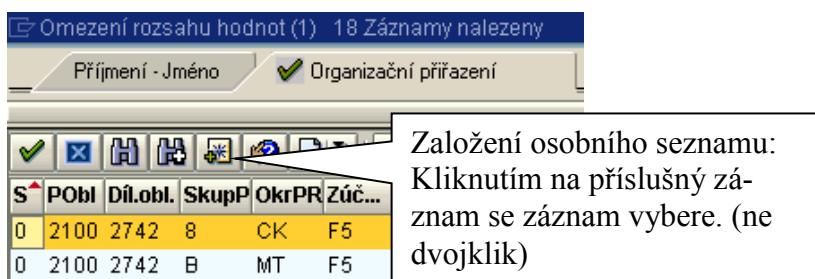 Omezení rozsahu hodnot (1) 18 Záznamy nalezeny
Příjmení - Jméno Organizační přiřazení
Založení osobního seznamu:
Kliknutím na příslušný zá-
znam se záznam vybere. (ne
dvojklik)
S PObl Díl.obl. SkupP OkrPR Zúč...
0 2100 2742 8 CK F5
0 2100 2742 B MT F5